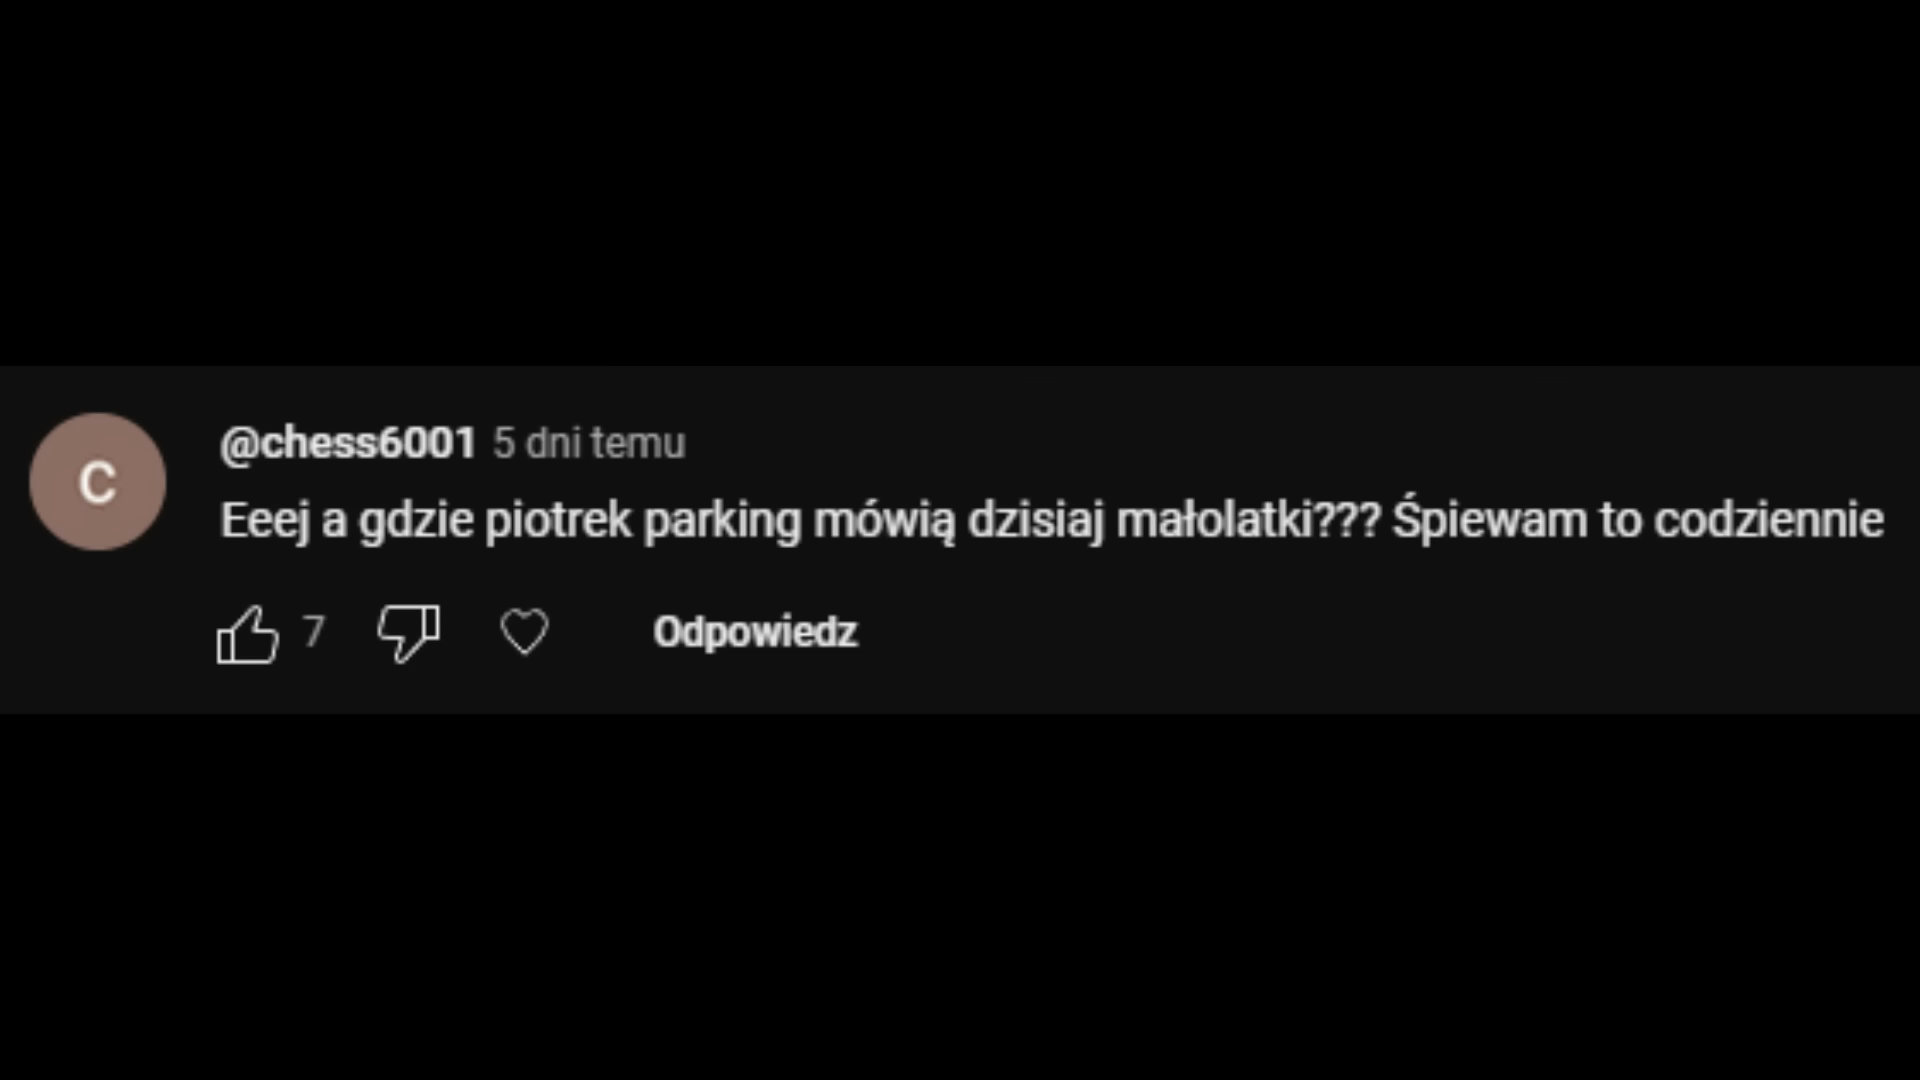 C
@chess6001 5 dni temu
Eeej a gdzie piotrek parking mówią dzisiaj małolatki??? Śpiewam to codziennie
7 Odpowiedz